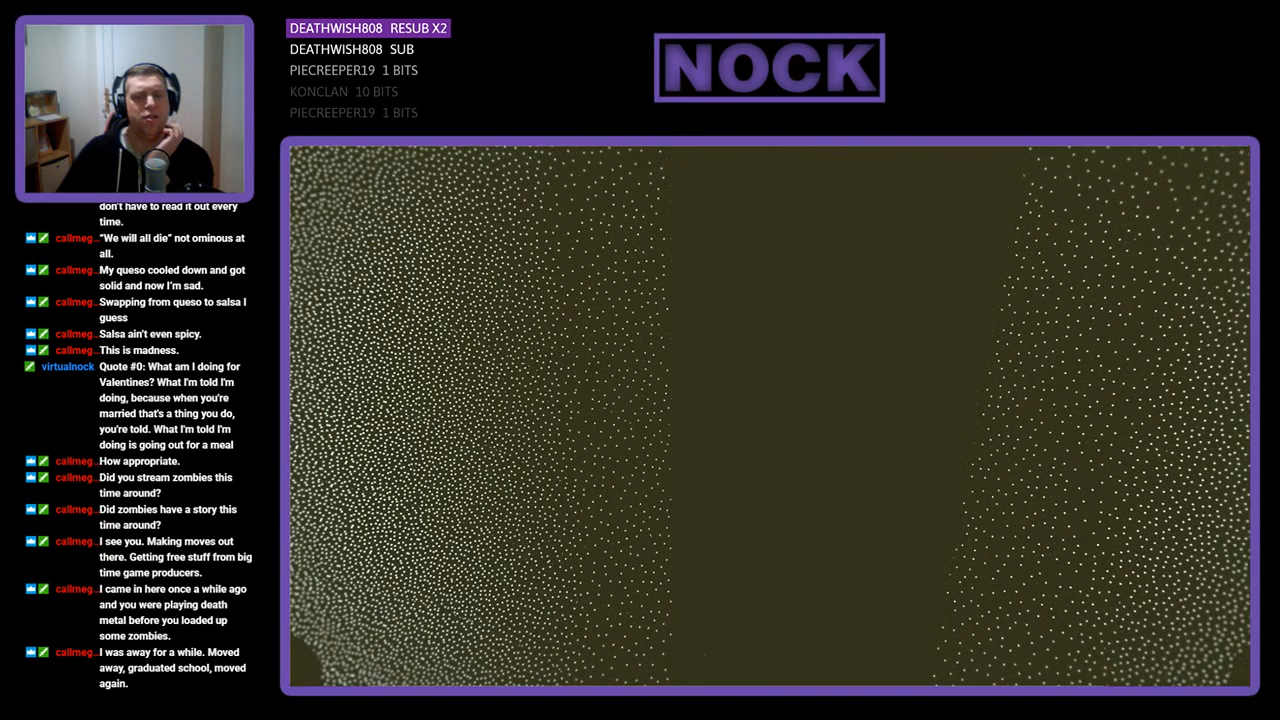 DEATHWISH808 RESUB X2
DEATHWISH808 SUB
PIECREEPER19 1 BITS
KONCLAN 10 BITS
PIECREEPER19 1 BITS
NOCK
don't have to read it out every
time.
callmeg... "We will all die" not ominous at
all.
callmeg... My queso cooled down and got
solid and now I'm sad.
callmeg... Swapping from queso to salsa I
guess
callmeg... Salsa ain't even spicy.
callmeg... This is madness.
virtualnock Quote #0: What am I doing for
Valentines? What I'm told I'm
doing, because when you're
married that's a thing you do,
you're told. What I'm told I'm
doing is going out for a meal
callmeg... How appropriate.
callmeg... Did you stream zombies this
time around?
callmeg... Did zombies have a story this
time around?
callmeg... I see you. Making moves out
there. Getting free stuff from big
time game producers.
callmeg... I came in here once a while ago
and you were playing death
metal before you loaded up
some zombies.
callmeg... I was away for a while. Moved
away, graduated school, moved
again.